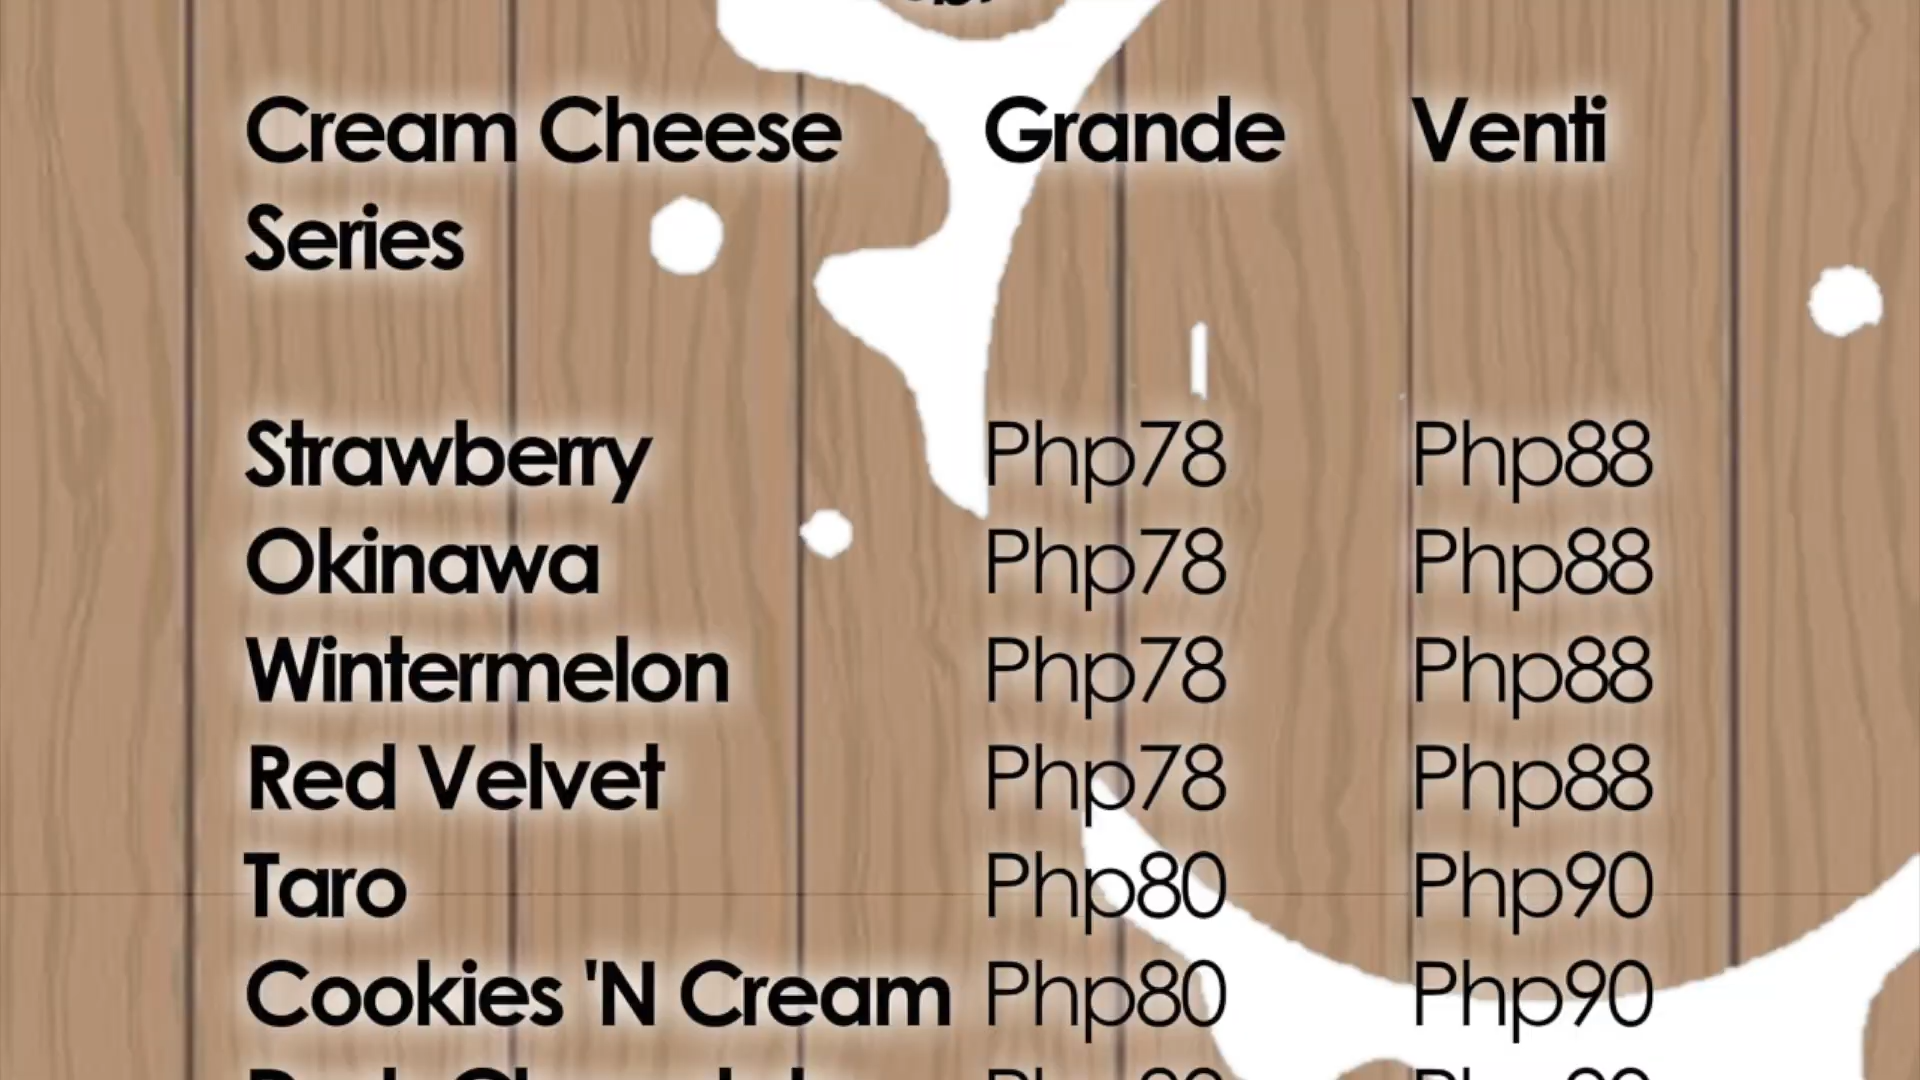 Cream Cheese Grande Venti
Series
Strawberry Php78 Php88
Okinawa Php78 Php88
Wintermelon Php78 Php88
Red Velvet Php78 Php88
Taro Php80 Php90
Cookies 'N Cream Php80 Php90